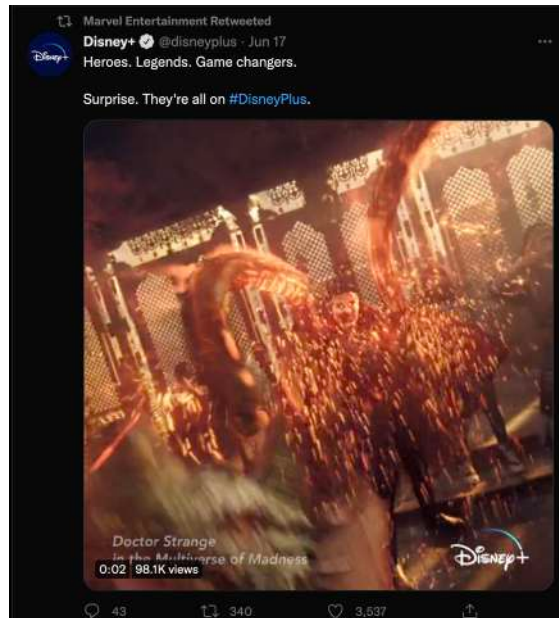 Marvel Entertainment Retweeted
Disney+ @disneyplus · Jun 17
Heroes. Legends. Game changers.
Surprise. They're all on #DisneyPlus.
Disney+
Doctor Strange
in the Multiverse of Madness
0:02 98.1K views
Disney+
43 340 3,537